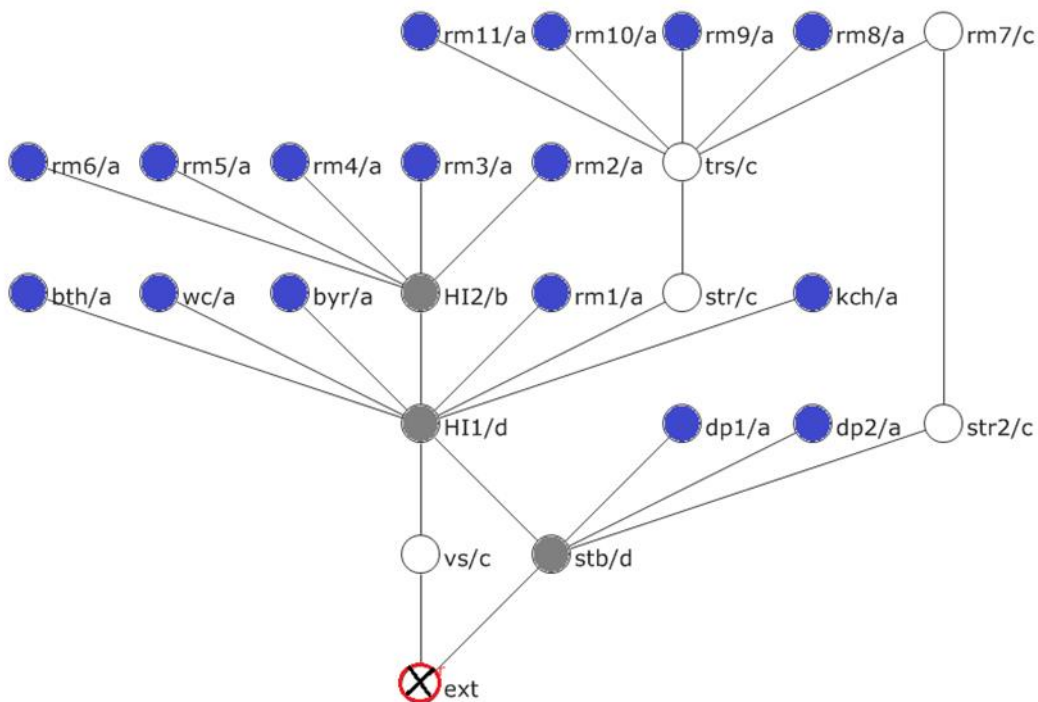 rm11/a rm10/a rm9/a rm8/a rm7/c
rm6/a rm5/a rm4/a rm3/a rm2/a trs/c
bth/a wc/a byr/a HI2/b rm1/a str/c kch/a
HI1/d dp1/a dp2/a str2/c
vs/c stb/d
r
ext